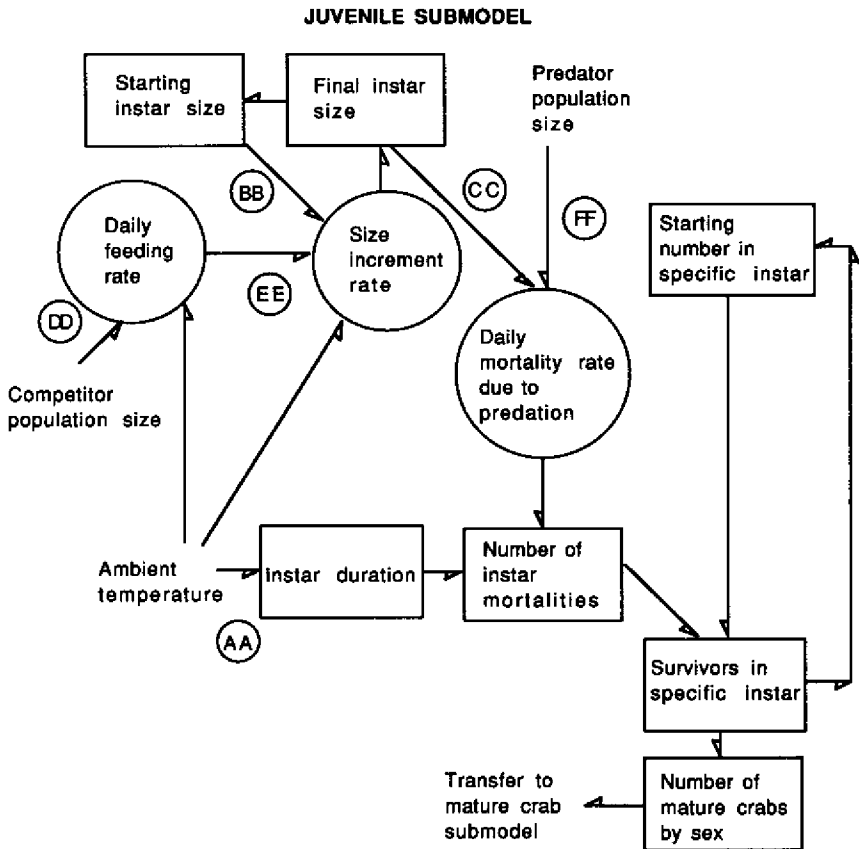 JUVENILE SUBMODEL
Starting
instar size
Final instar
size
Predator
population
size
BB
CC
FF
Daily
feeding
rate
Size
increment
rate
Starting
number in
specific instar
EE
DD
Daily
mortality rate
due to
predation
Competitor
population size
Ambient
temperature
Instar duration
Number of
instar
mortalities
AA
Survivors in
specific instar
Transfer to
mature crab
submodel
Number of
mature crabs
by sex